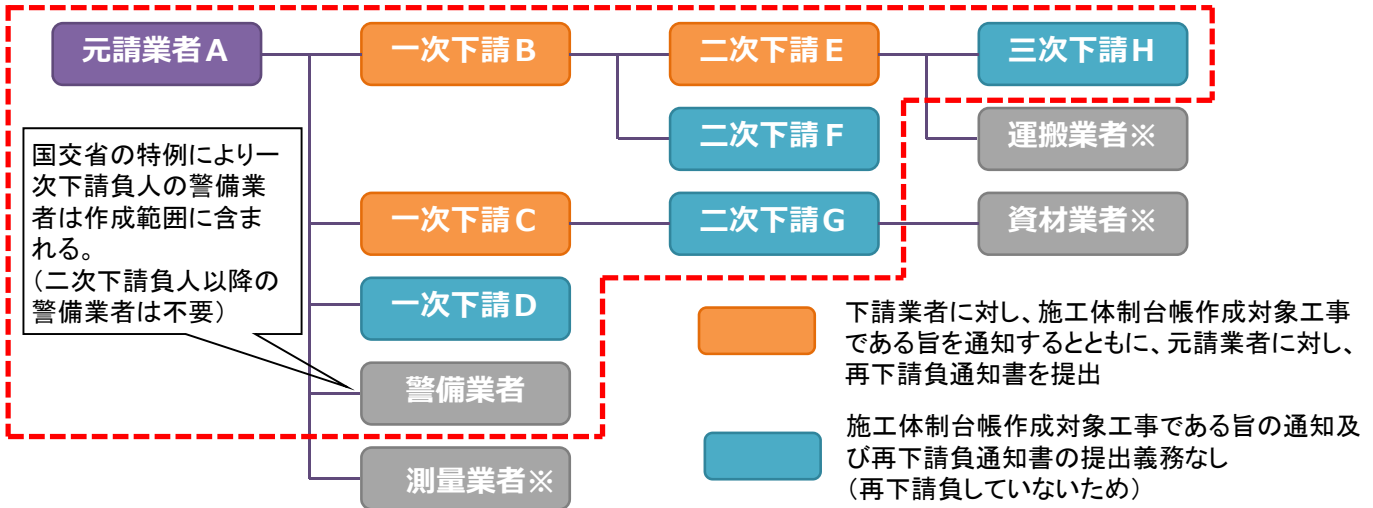 元請業者A
一次下請B
二次下請E
三次下請H
二次下請F
運搬業者※
国交省の特例により一
次下請負人の警備業
者は作成範囲に含ま
れる。
（二次下請負人以降の
警備業者は不要）
一次下請C
二次下請G
資材業者※
一次下請D
警備業者
測量業者※
下請業者に対し、施工体制台帳作成対象工事
である旨を通知するとともに、元請業者に対し、
再下請負通知書を提出
施工体制台帳作成対象工事である旨の通知及
び再下請負通知書の提出義務なし
（再下請負していないため）